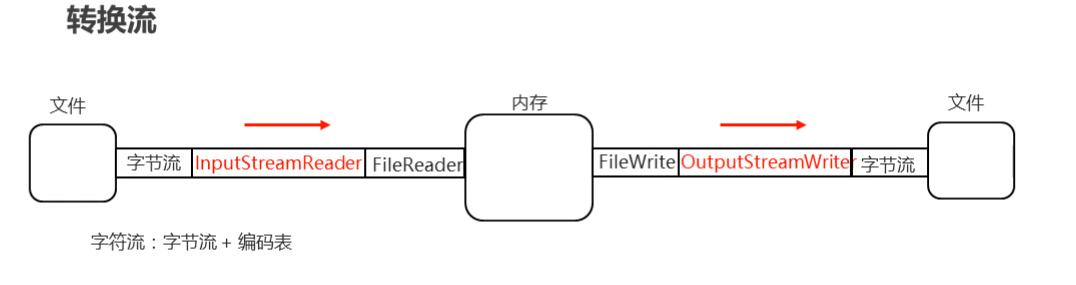 转换流
文件
内存
文件
字节流 InputStreamReader FileReader
FileWrite OutputStreamWriter 字节流
字符流：字节流 + 编码表